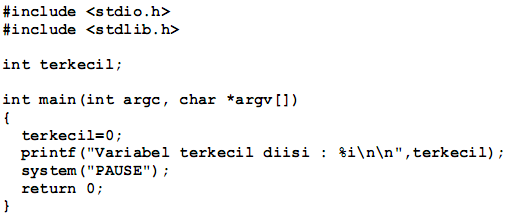 #include <stdio.h>
#include <stdlib.h>
int terkecil;
int main(int argc, char *argv[])
{
  terkecil=0;
  printf("Variabel terkecil diisi : %i\n\n",terkecil);
  system("PAUSE");
  return 0;
}